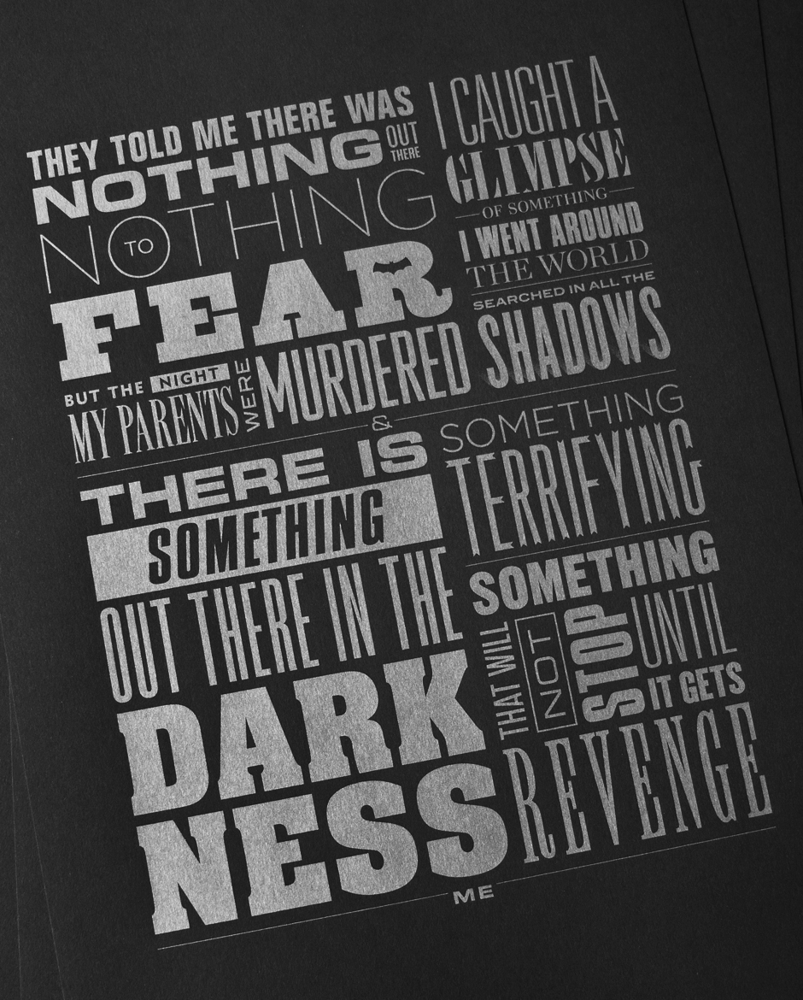 THEY TOLD ME THERE WAS
NOTHING OUT THERE
NOTHING
TO
FEAR
BUT THE NIGHT
MY PARENTS WERE MURDERED
I CAUGHT A
GLIMPSE
OF SOMETHING
I WENT AROUND
THE WORLD
SEARCHED IN ALL THE
SHADOWS
&
THERE IS
SOMETHING
OUT THERE IN THE
DARK
NESS
SOMETHING
TERRIFYING
SOMETHING
THAT WILL NOT STOP UNTIL
IT GETS
REVENGE
ME